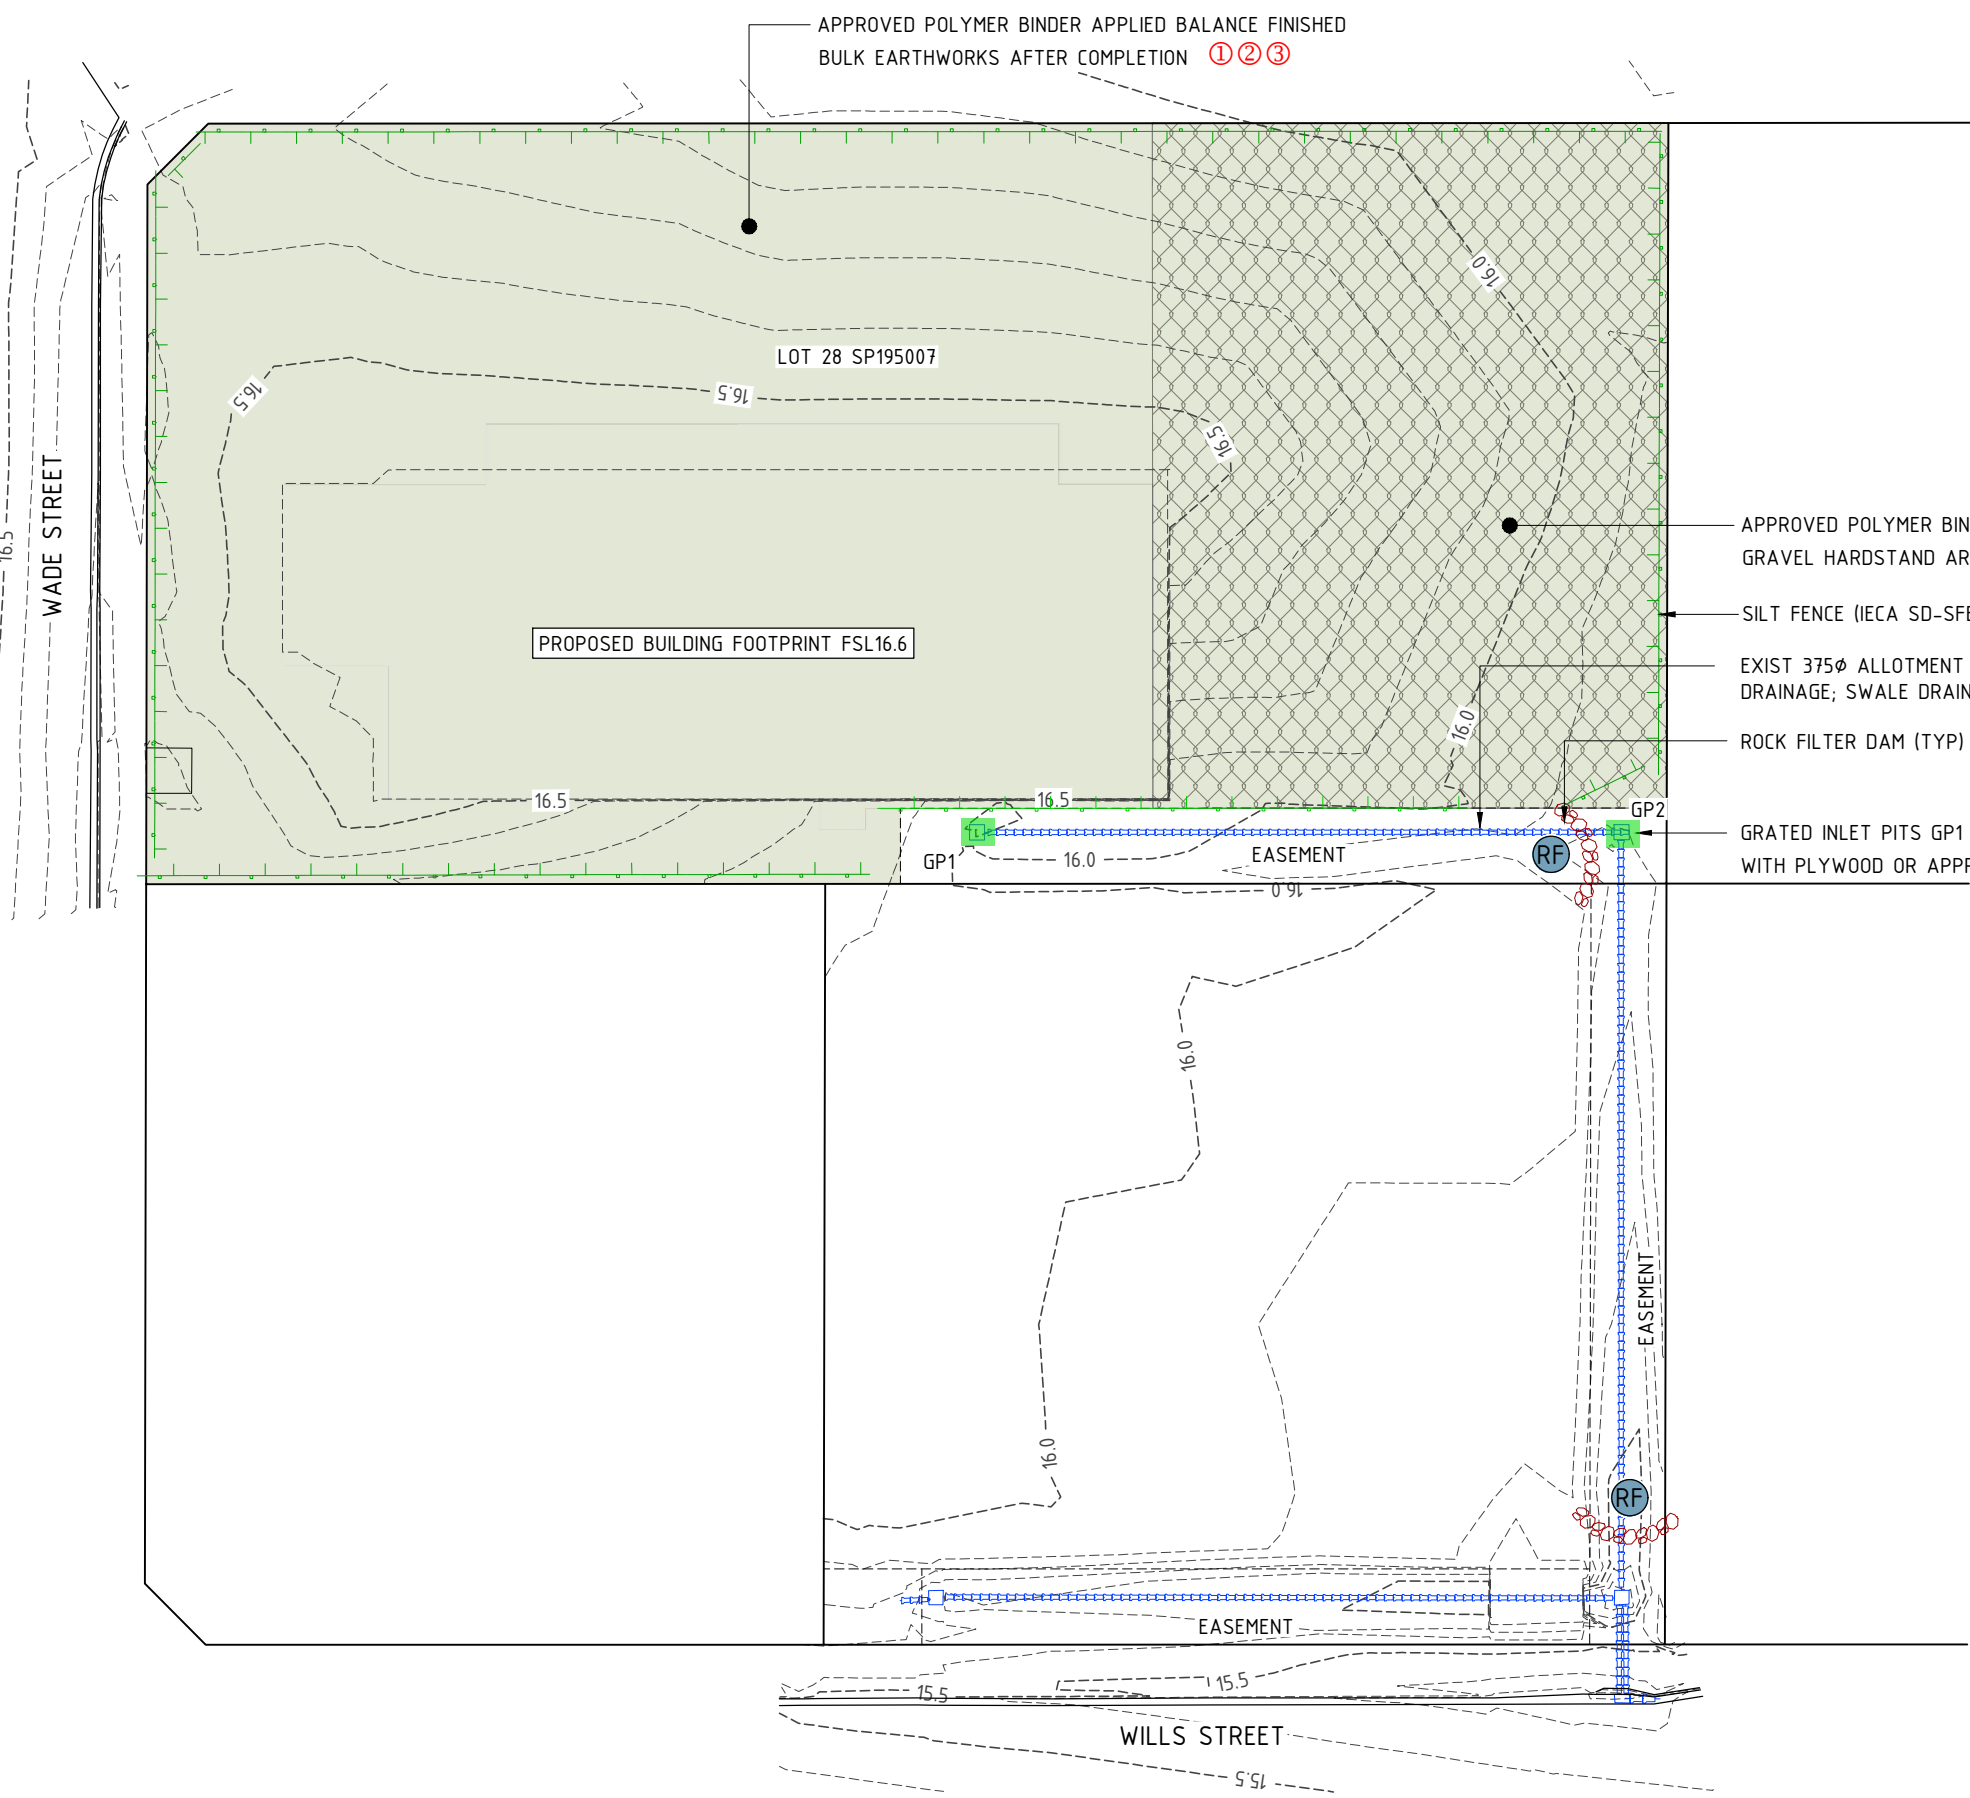 APPROVED POLYMER BINDER APPLIED BALANCE FINISHED
BULK EARTHWORKS AFTER COMPLETION ①②③
16.0
LOT 28 SP195007
16.5
16.5
16.5
WADE STREET
16.5
APPROVED POLYMER BIN
GRAVEL HARDSTAND AR
SILT FENCE (IECA SD-SFE
PROPOSED BUILDING FOOTPRINT FSL16.6
EXIST 375Ø ALLOTMENT
DRAINAGE; SWALE DRAIN
16.0
ROCK FILTER DAM (TYP)
16.5
16.5
GP2
GRATED INLET PITS GP1
WITH PLYWOOD OR APPR
GP1
16.0
EASEMENT
RF
16.0
16.0
EASEMENT
16.0
RF
EASEMENT
15.5
15.5
WILLS STREET
15.5